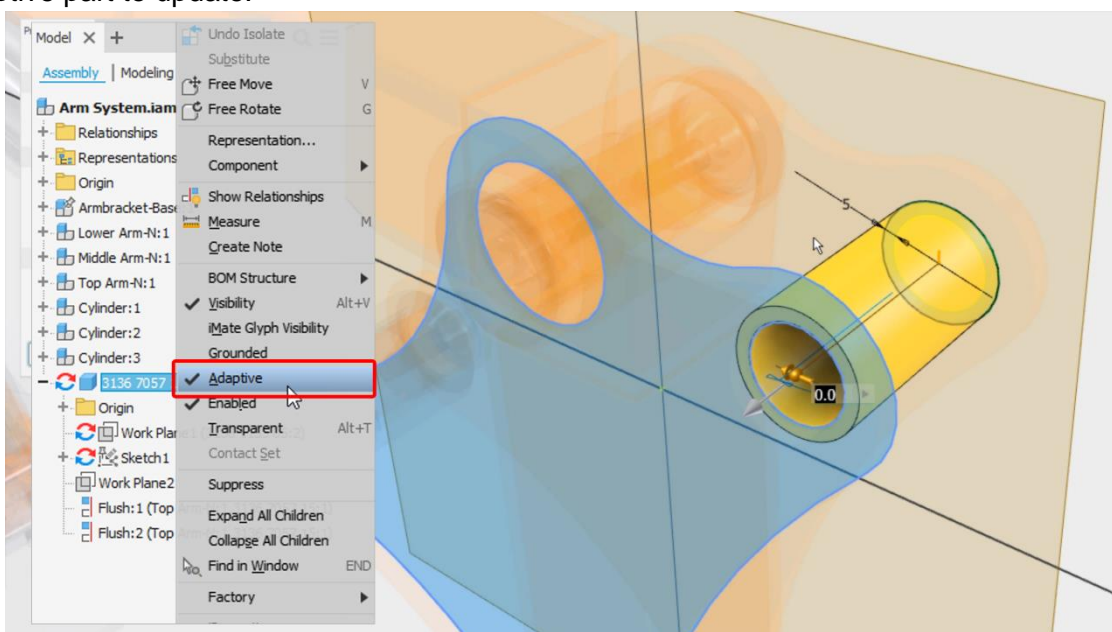 Model × +
Assembly | Modeling
Arm System.iam
Relationships
Representations
Origin
Armbracket-Base
Lower Arm-N:1
Middle Arm-N:1
Top Arm-N:1
Cylinder:1
Cylinder:2
Cylinder:3
3136 7057
Origin
Work Plane
Sketch1
Work Plane2
Flush:1 (Top
Flush:2 (Top
Undo Isolate
Substitute
Free Move V
Free Rotate G
Representation...
Component
Show Relationships
Measure M
Create Note
BOM Structure
Visibility Alt+V
iMate Glyph Visibility
Grounded
Adaptive
Enabled
Transparent Alt+T
Contact Set
Suppress
Expand All Children
Collapse All Children
Find in Window END
Factory
5
0.0